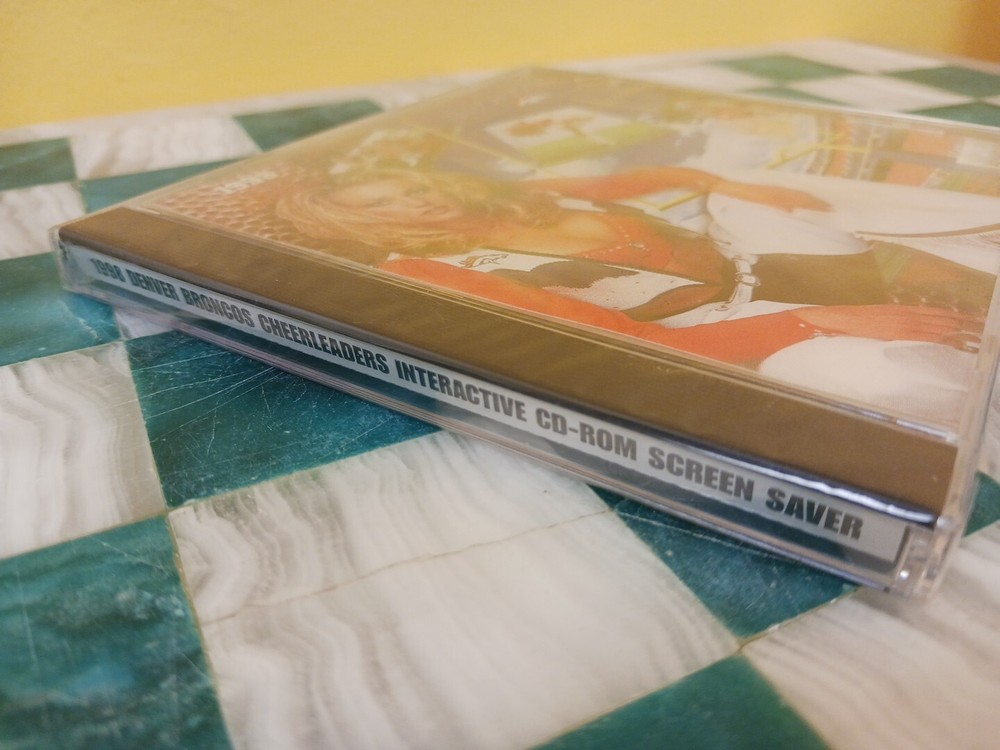 1998 DENVER BRONCOS CHEERLEADERS INTERACTIVE CD-ROM SCREEN SAVER